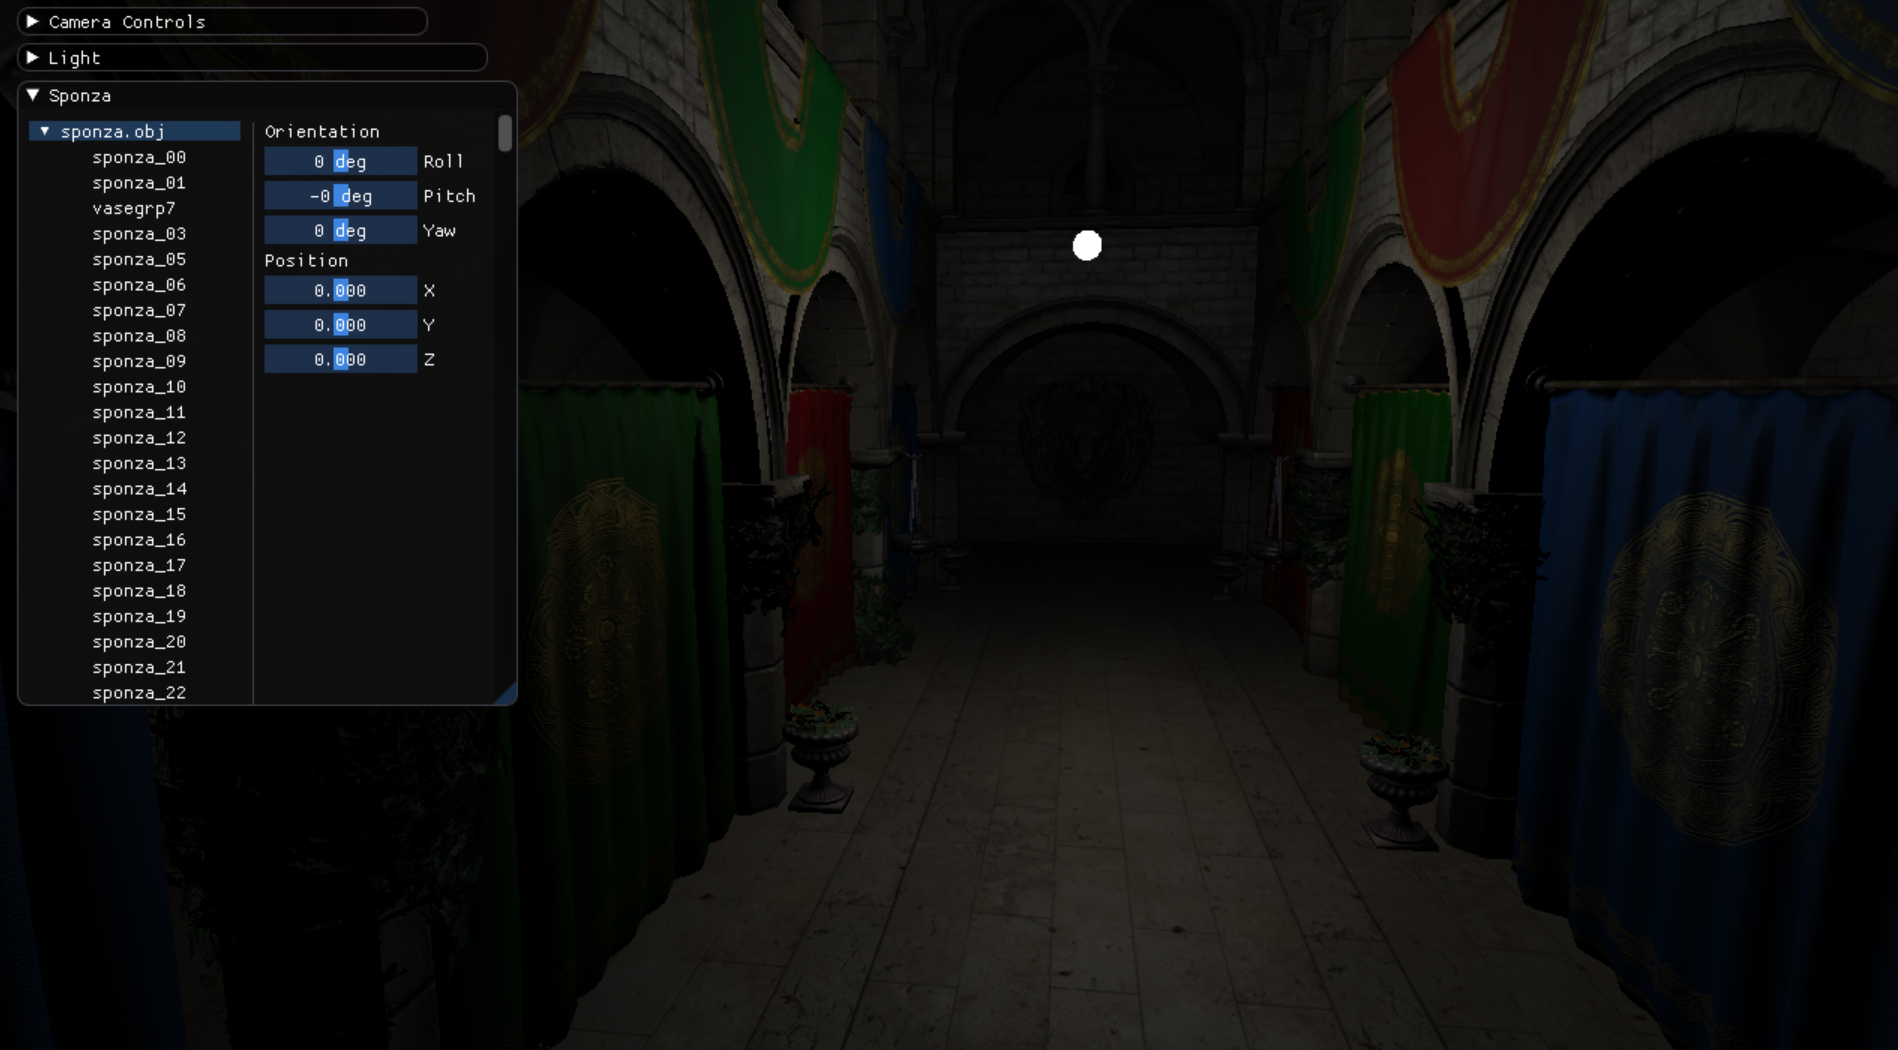 Camera Controls
Light
Sponza
sponza.obj
sponza_00
sponza_01
vasegrp7
sponza_03
sponza_05
sponza_06
sponza_07
sponza_08
sponza_09
sponza_10
sponza_11
sponza_12
sponza_13
sponza_14
sponza_15
sponza_16
sponza_17
sponza_18
sponza_19
sponza_20
sponza_21
sponza_22
Orientation
0 deg Roll
-0 deg Pitch
0 deg Yaw
Position
0.000 X
0.000 Y
0.000 Z